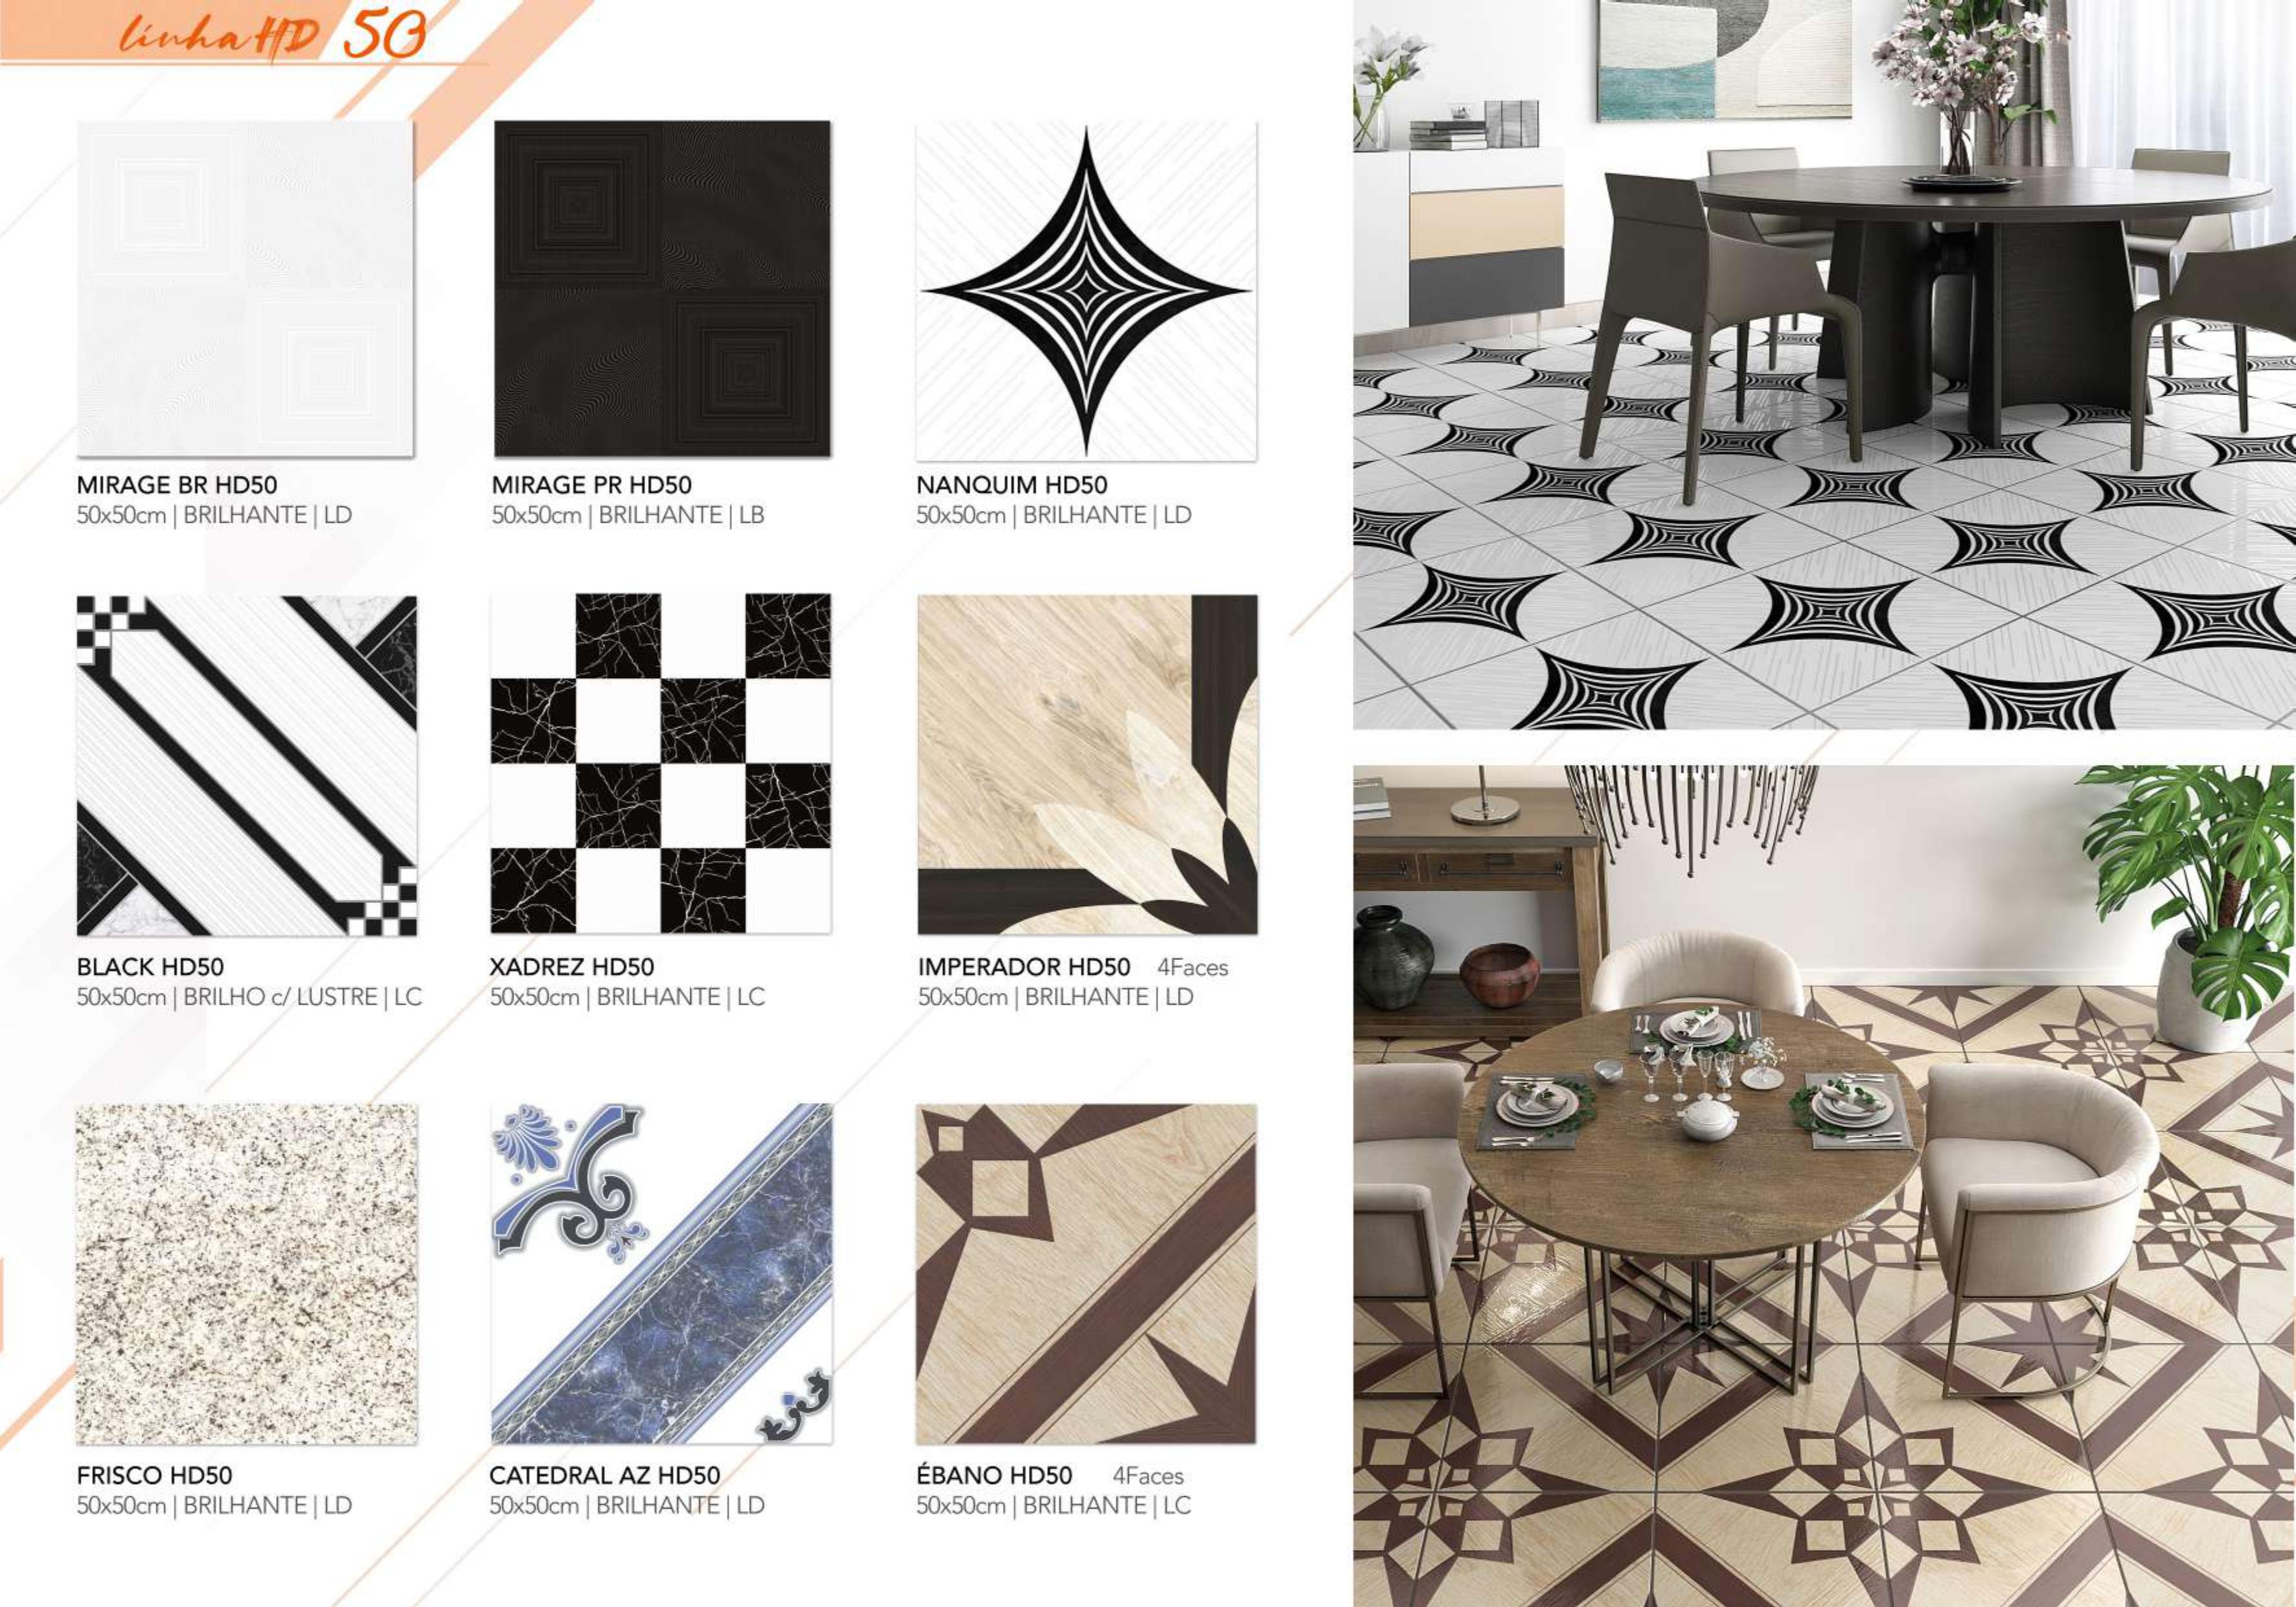 linha HD 50
MIRAGE BR HD50
50x50cm | BRILHANTE | LD
MIRAGE PR HD50
50x50cm | BRILHANTE | LB
NANQUIM HD50
50x50cm | BRILHANTE | LD
BLACK HD50
50x50cm | BRILHO c/ LUSTRE | LC
XADREZ HD50
50x50cm | BRILHANTE | LC
IMPERADOR HD50 4Faces
50x50cm | BRILHANTE | LD
FRISCO HD50
50x50cm | BRILHANTE | LD
CATEDRAL AZ HD50
50x50cm | BRILHANTE | LD
ÉBANO HD50 4Faces
50x50cm | BRILHANTE | LC